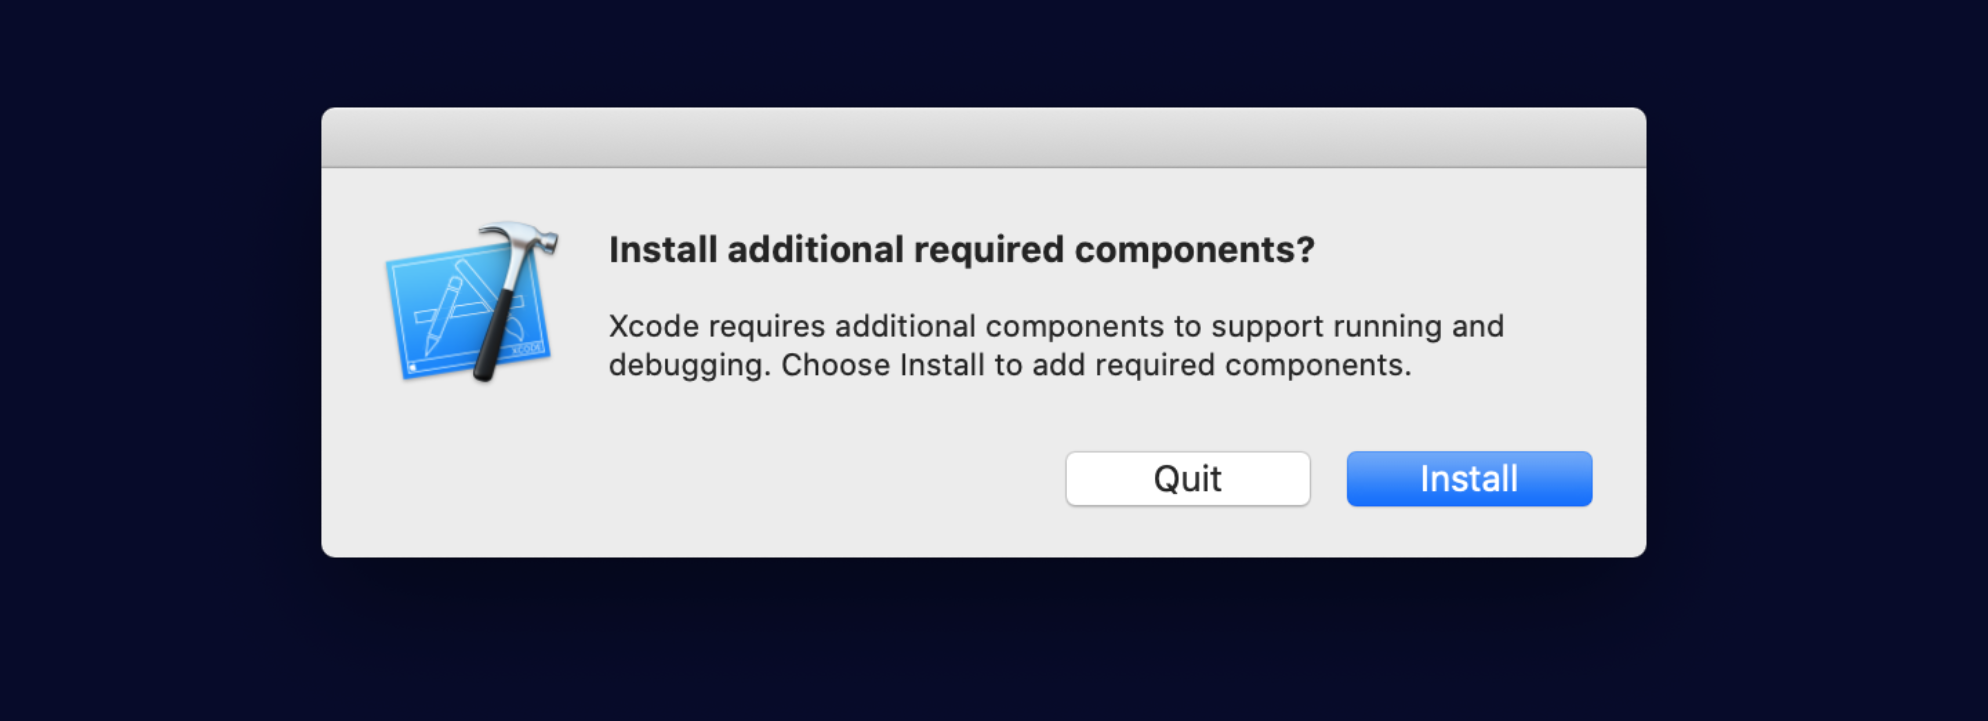 Install additional required components?
Xcode requires additional components to support running and
debugging. Choose Install to add required components.
XCODE
Quit
Install